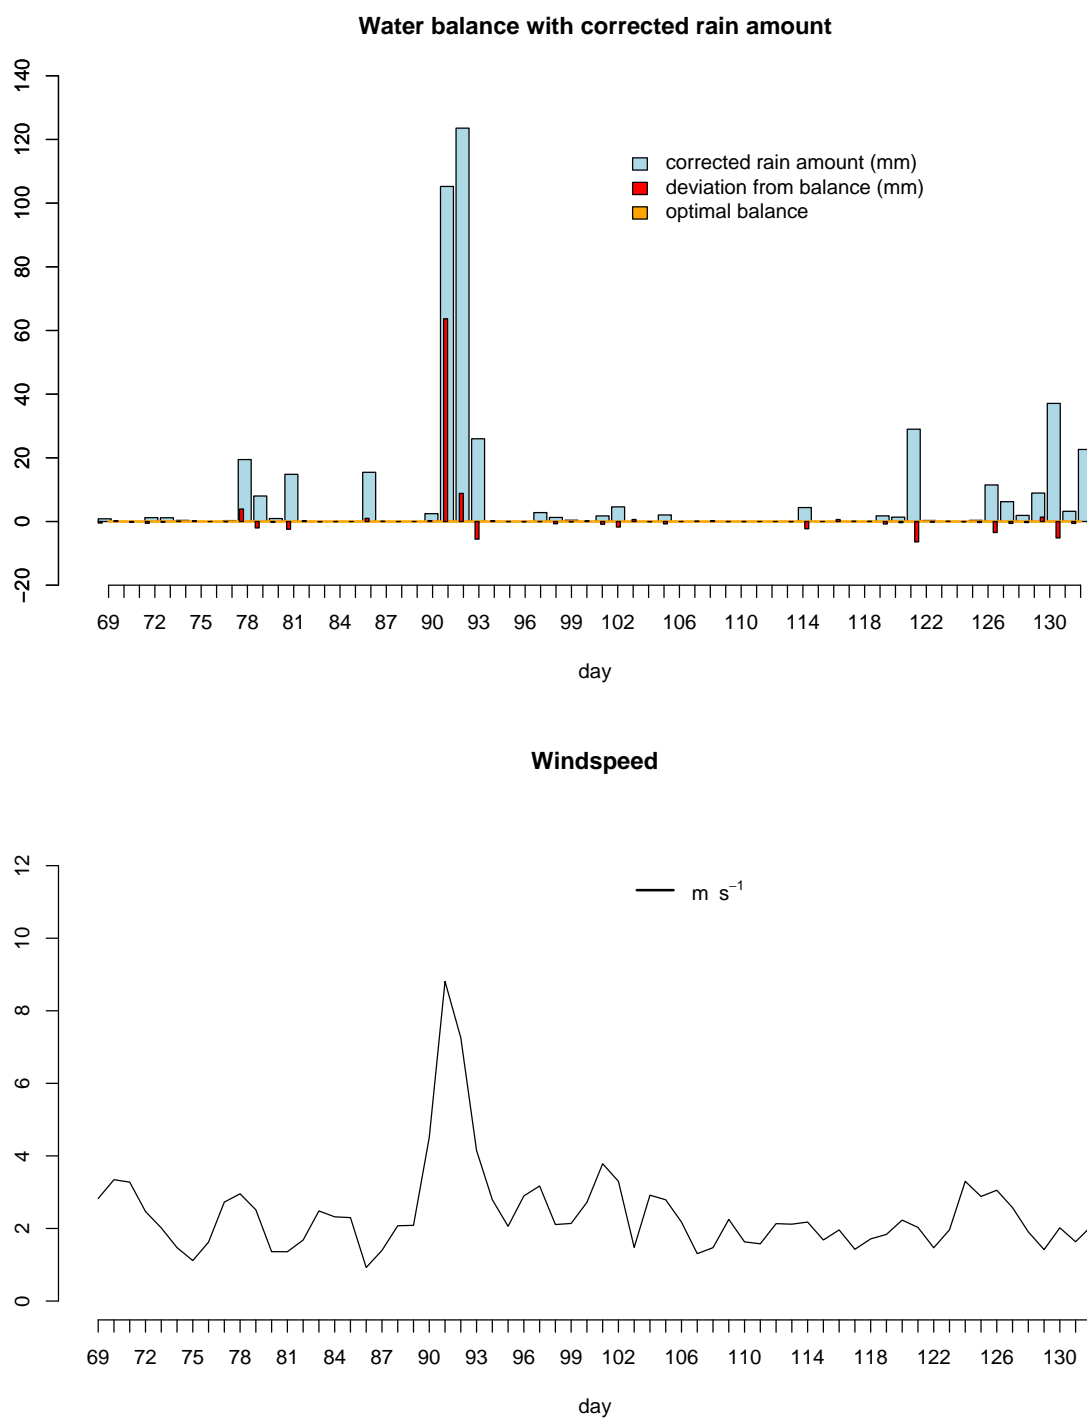 Water balance with corrected rain amount
140
120
100
80
60
40
20
0
−20
corrected rain amount (mm)
deviation from balance (mm)
optimal balance
69 72 75 78 81 84 87 90 93 96 99 102 106 110 114 118 122 126 130
day
Windspeed
12
10
8
6
4
2
0
m s−1
69 72 75 78 81 84 87 90 93 96 99 102 106 110 114 118 122 126 130
day